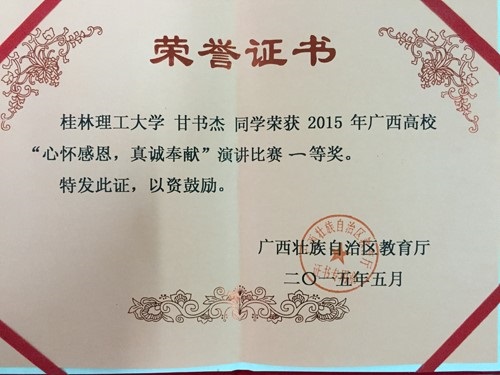 荣誉证书
桂林理工大学 甘书杰 同学荣获 2015 年广西高校
“心怀感恩，真诚奉献”演讲比赛 一等奖。
特发此证，以资鼓励。
广西壮族自治区教育厅
二〇一五年五月